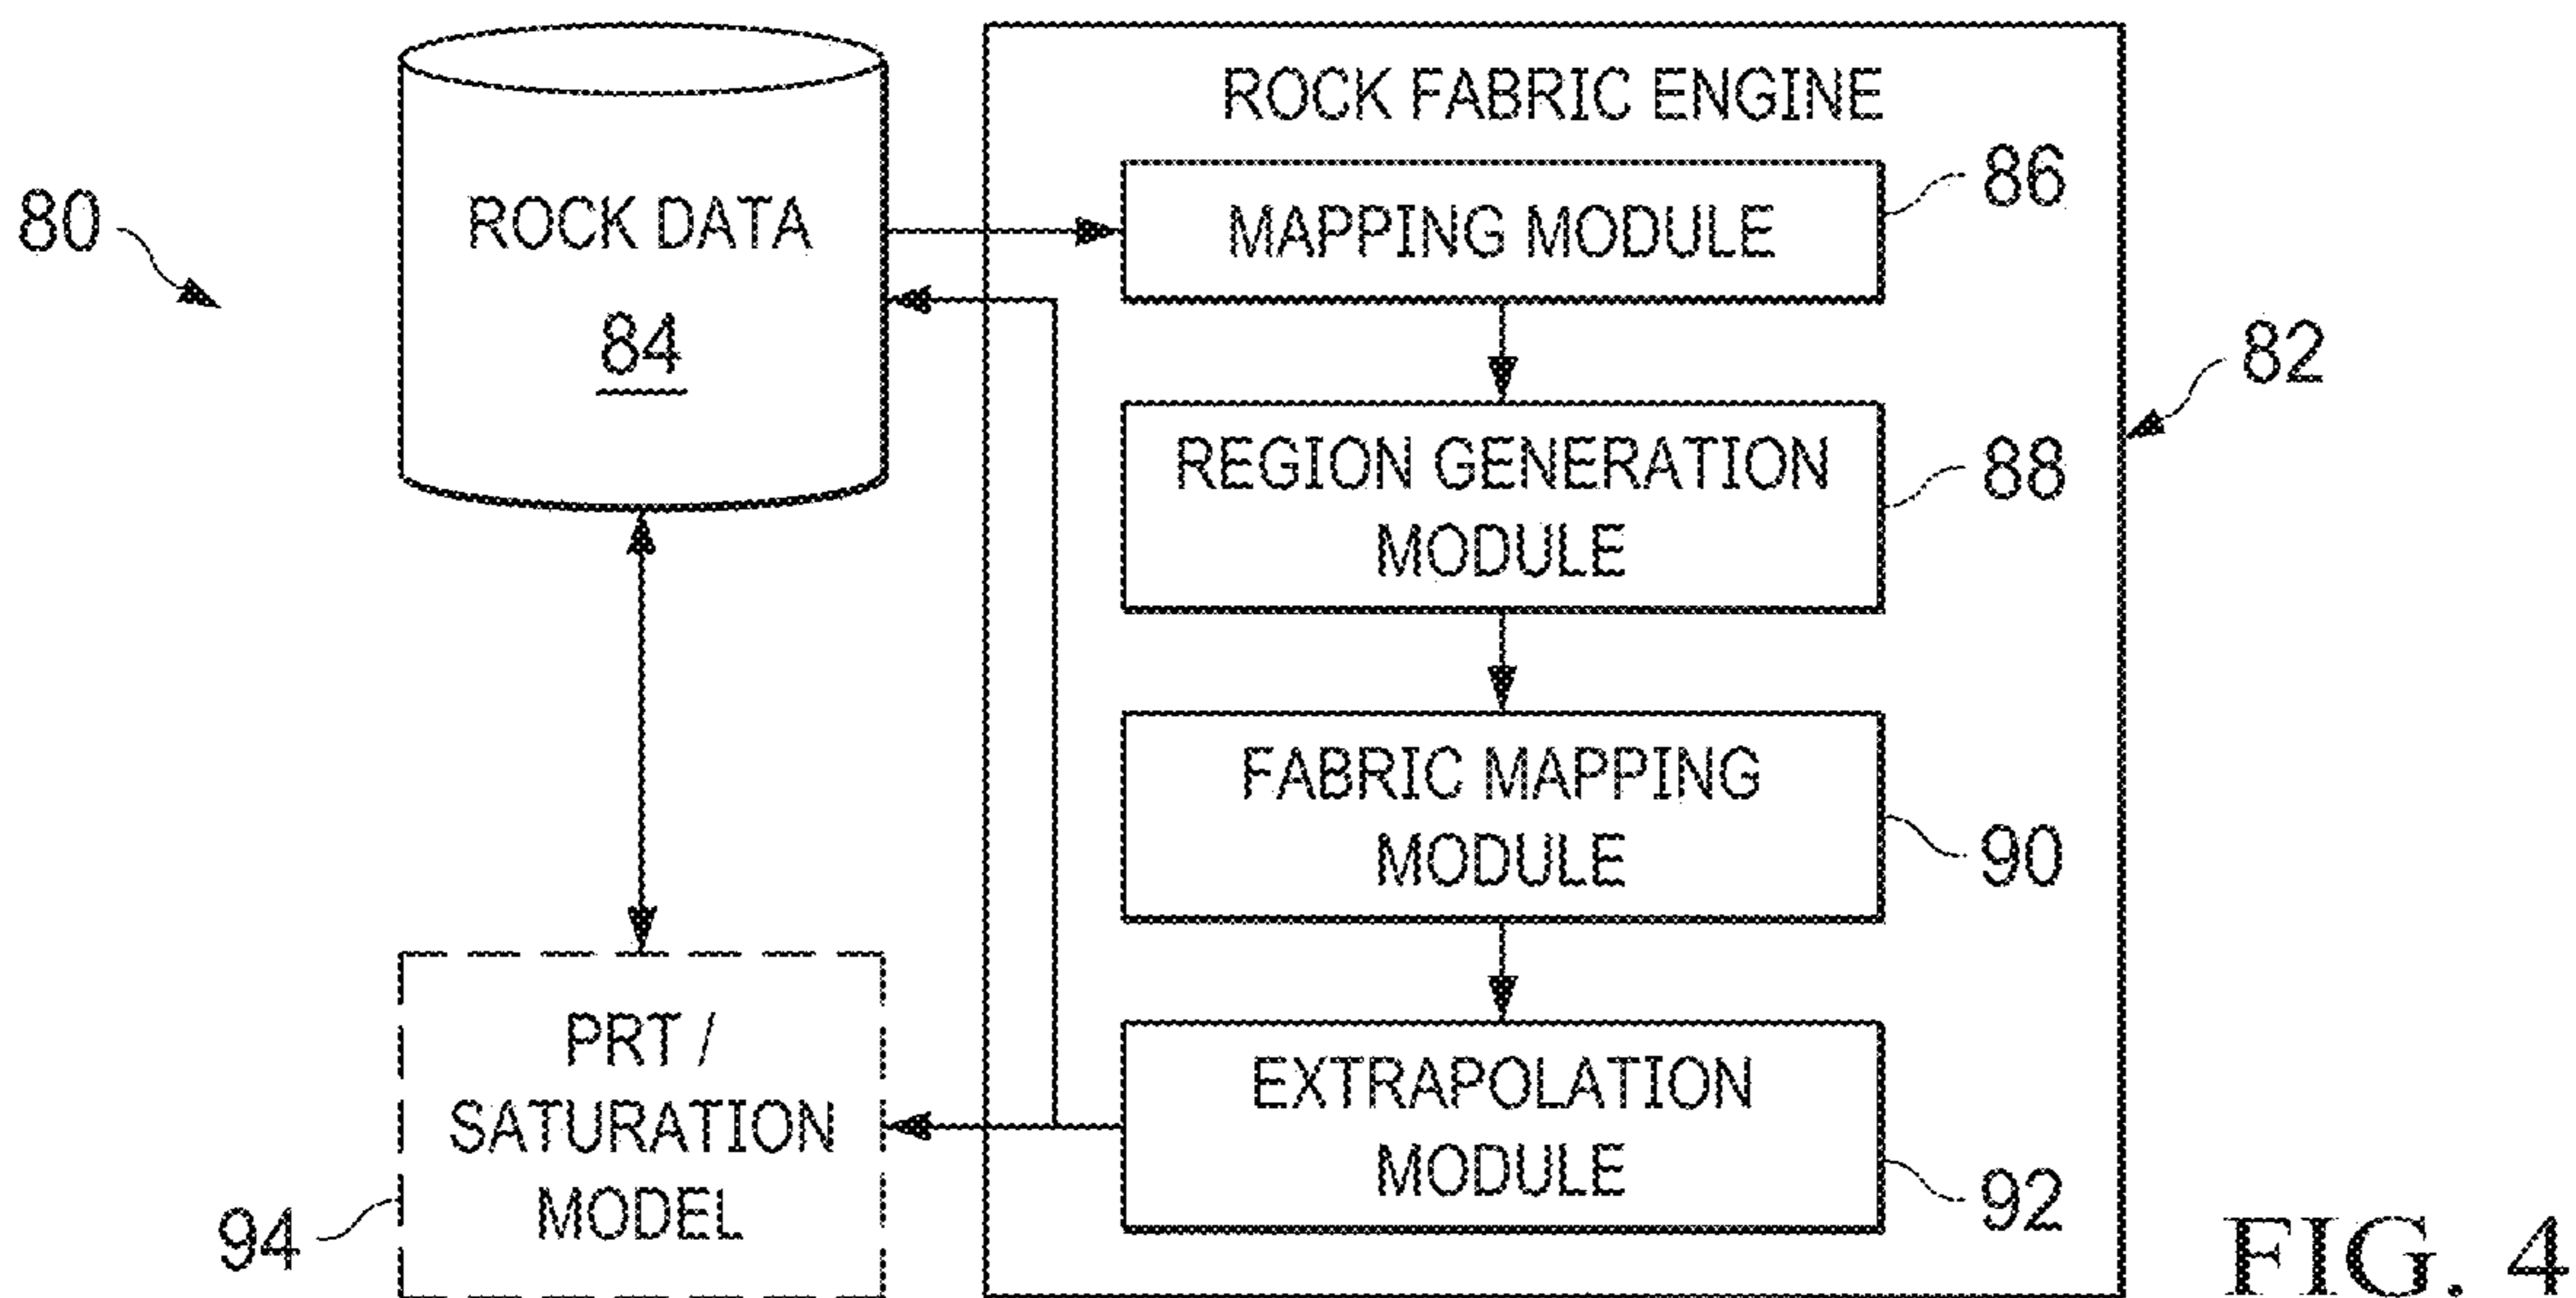 80
ROCK DATA
84
ROCK FABRIC ENGINE
MAPPING MODULE
86
REGION GENERATION
MODULE
88
82
FABRIC MAPPING
MODULE
90
EXTRAPOLATION
MODULE
92
PRT /
SATURATION
MODEL
94
FIG. 4